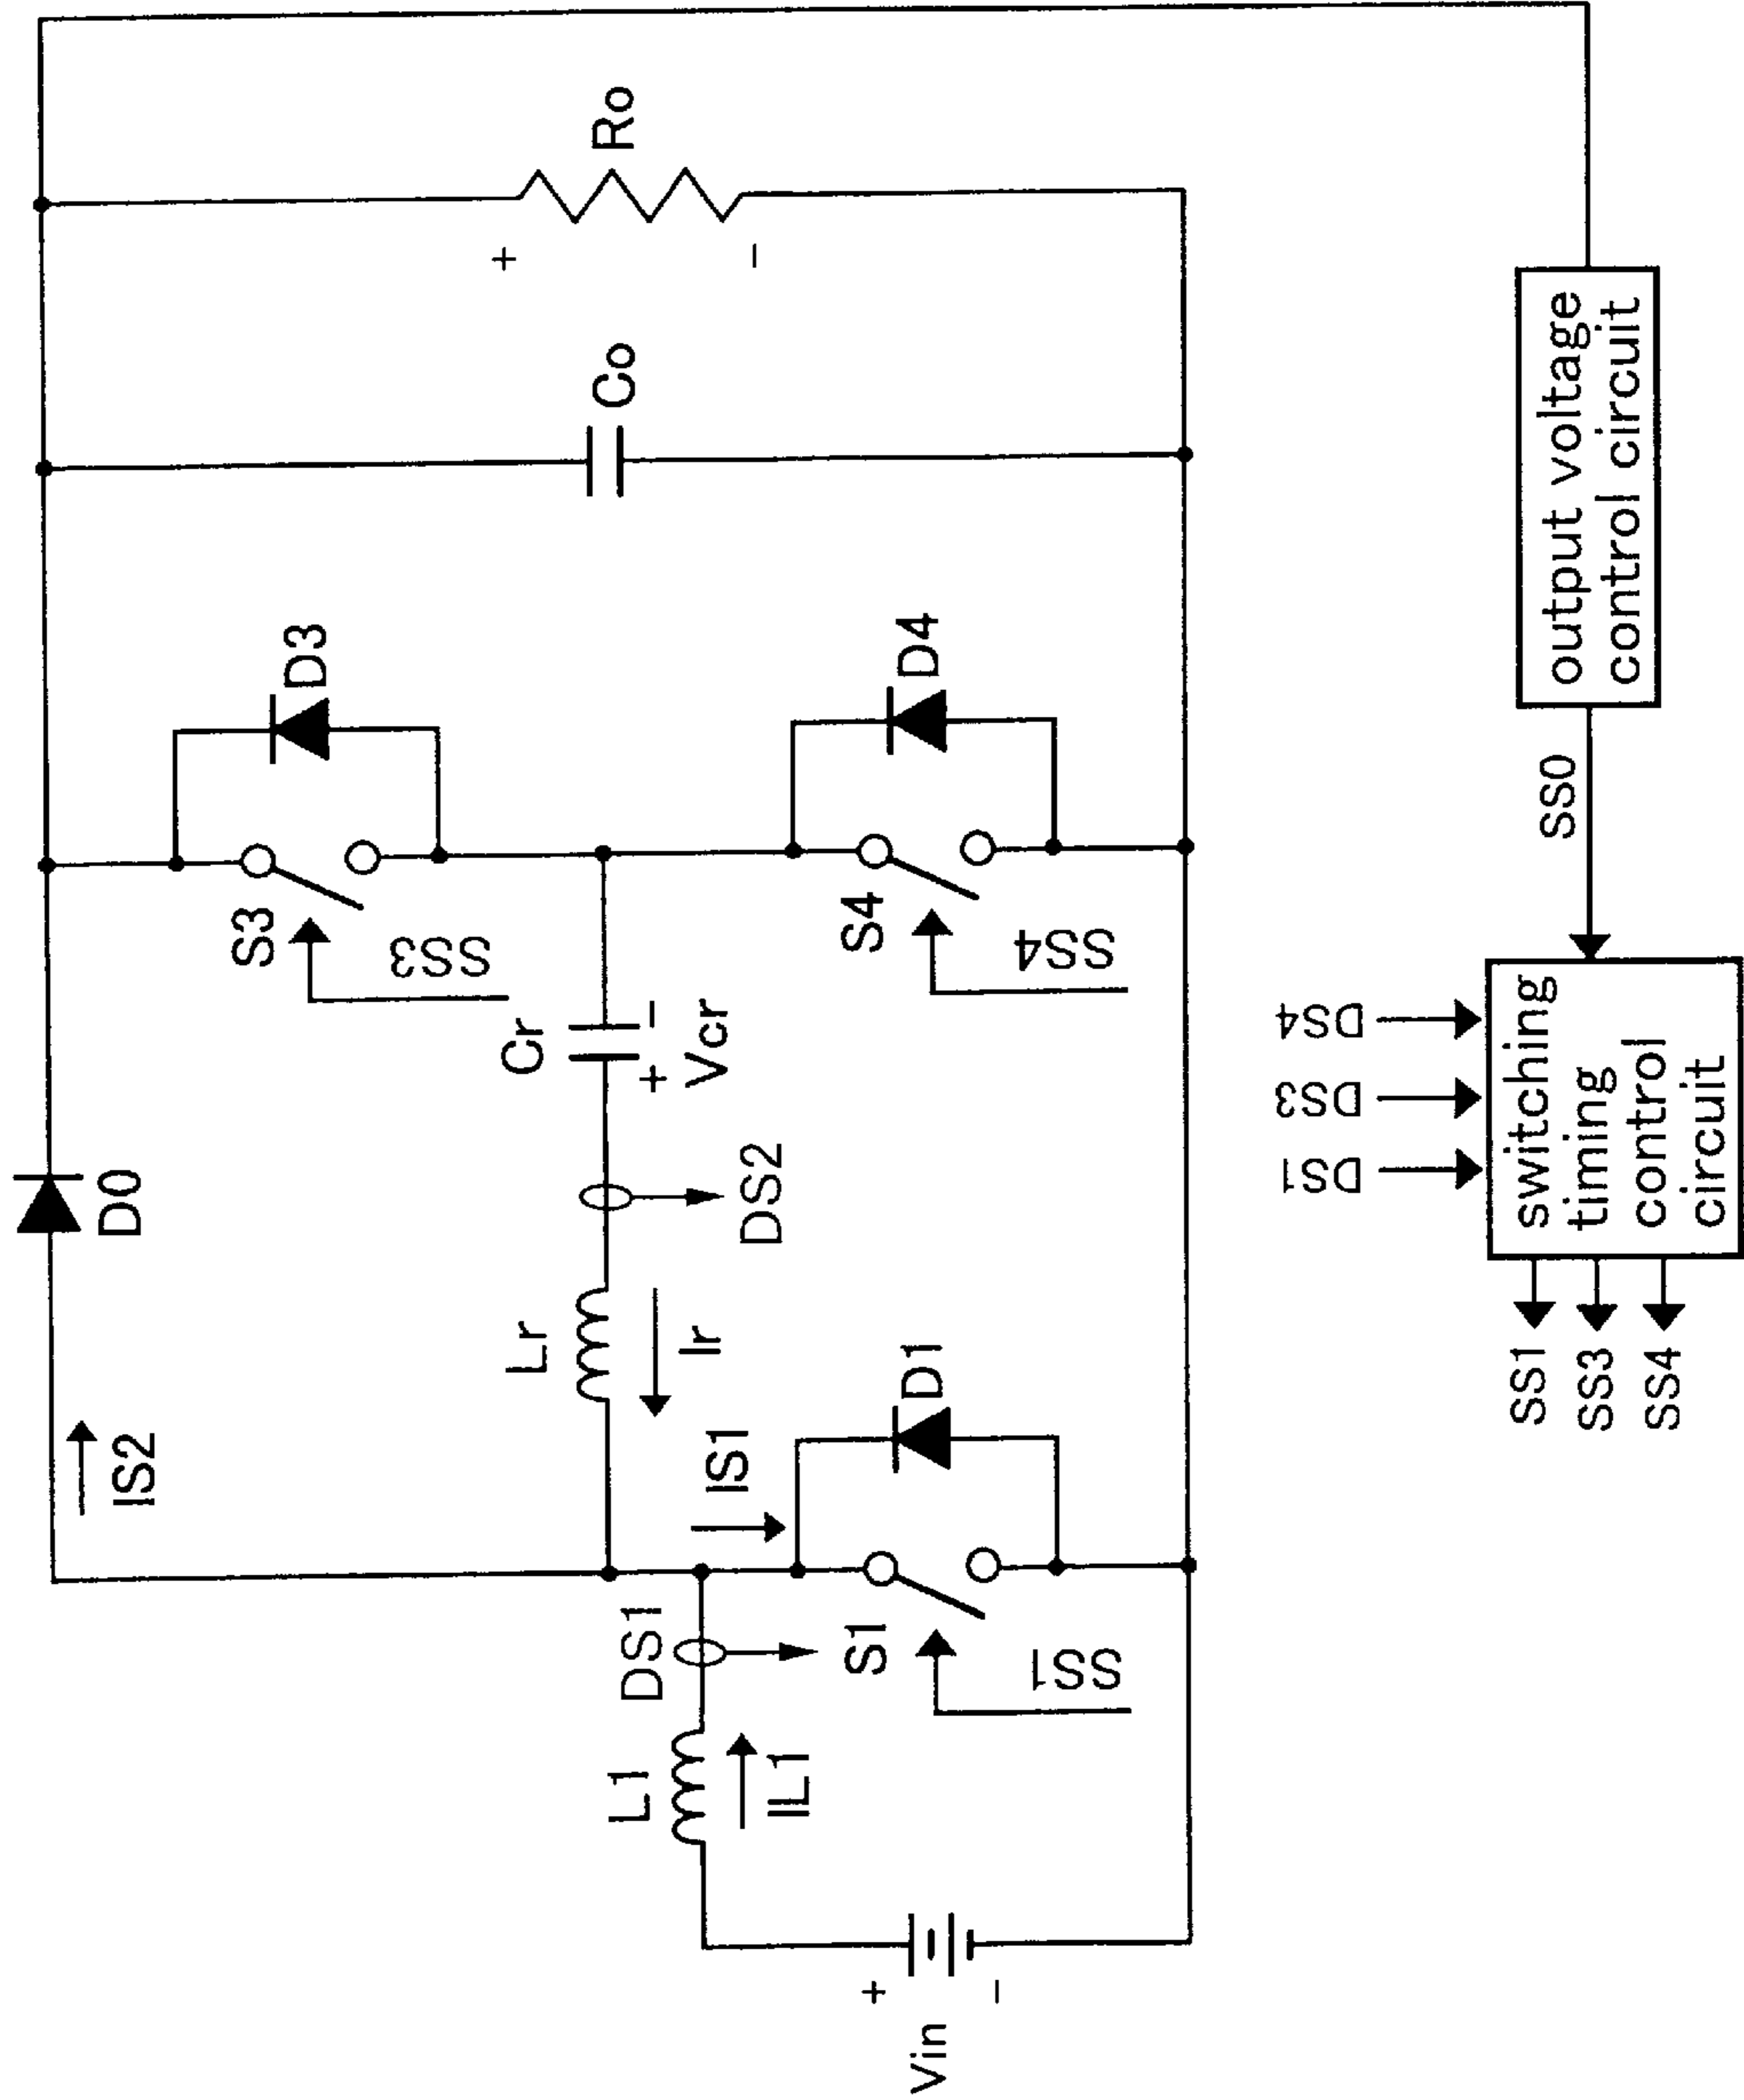 Vin
+
-
L1
IL1
DS1
S1
SS1
IS1
D1
IS2
D0
Lr
Ir
DS2
Cr
+ -
Vcr
S3
SS3
D3
S4
SS4
D4
Co
Ro
+
-
SS1
SS3
SS4
DS1
DS3
DS4
switching
timing
control
circuit
SS0
output voltage
control circuit